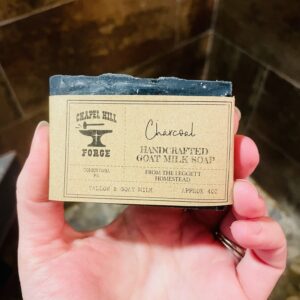 CHAPEL HILL
FORGE
Charcoal
HANDCRAFTED
GOAT MILK SOAP
FROM THE LEGGETT
HOMESTEAD
TALLOW & GOAT MILK
APPROX 4OZ